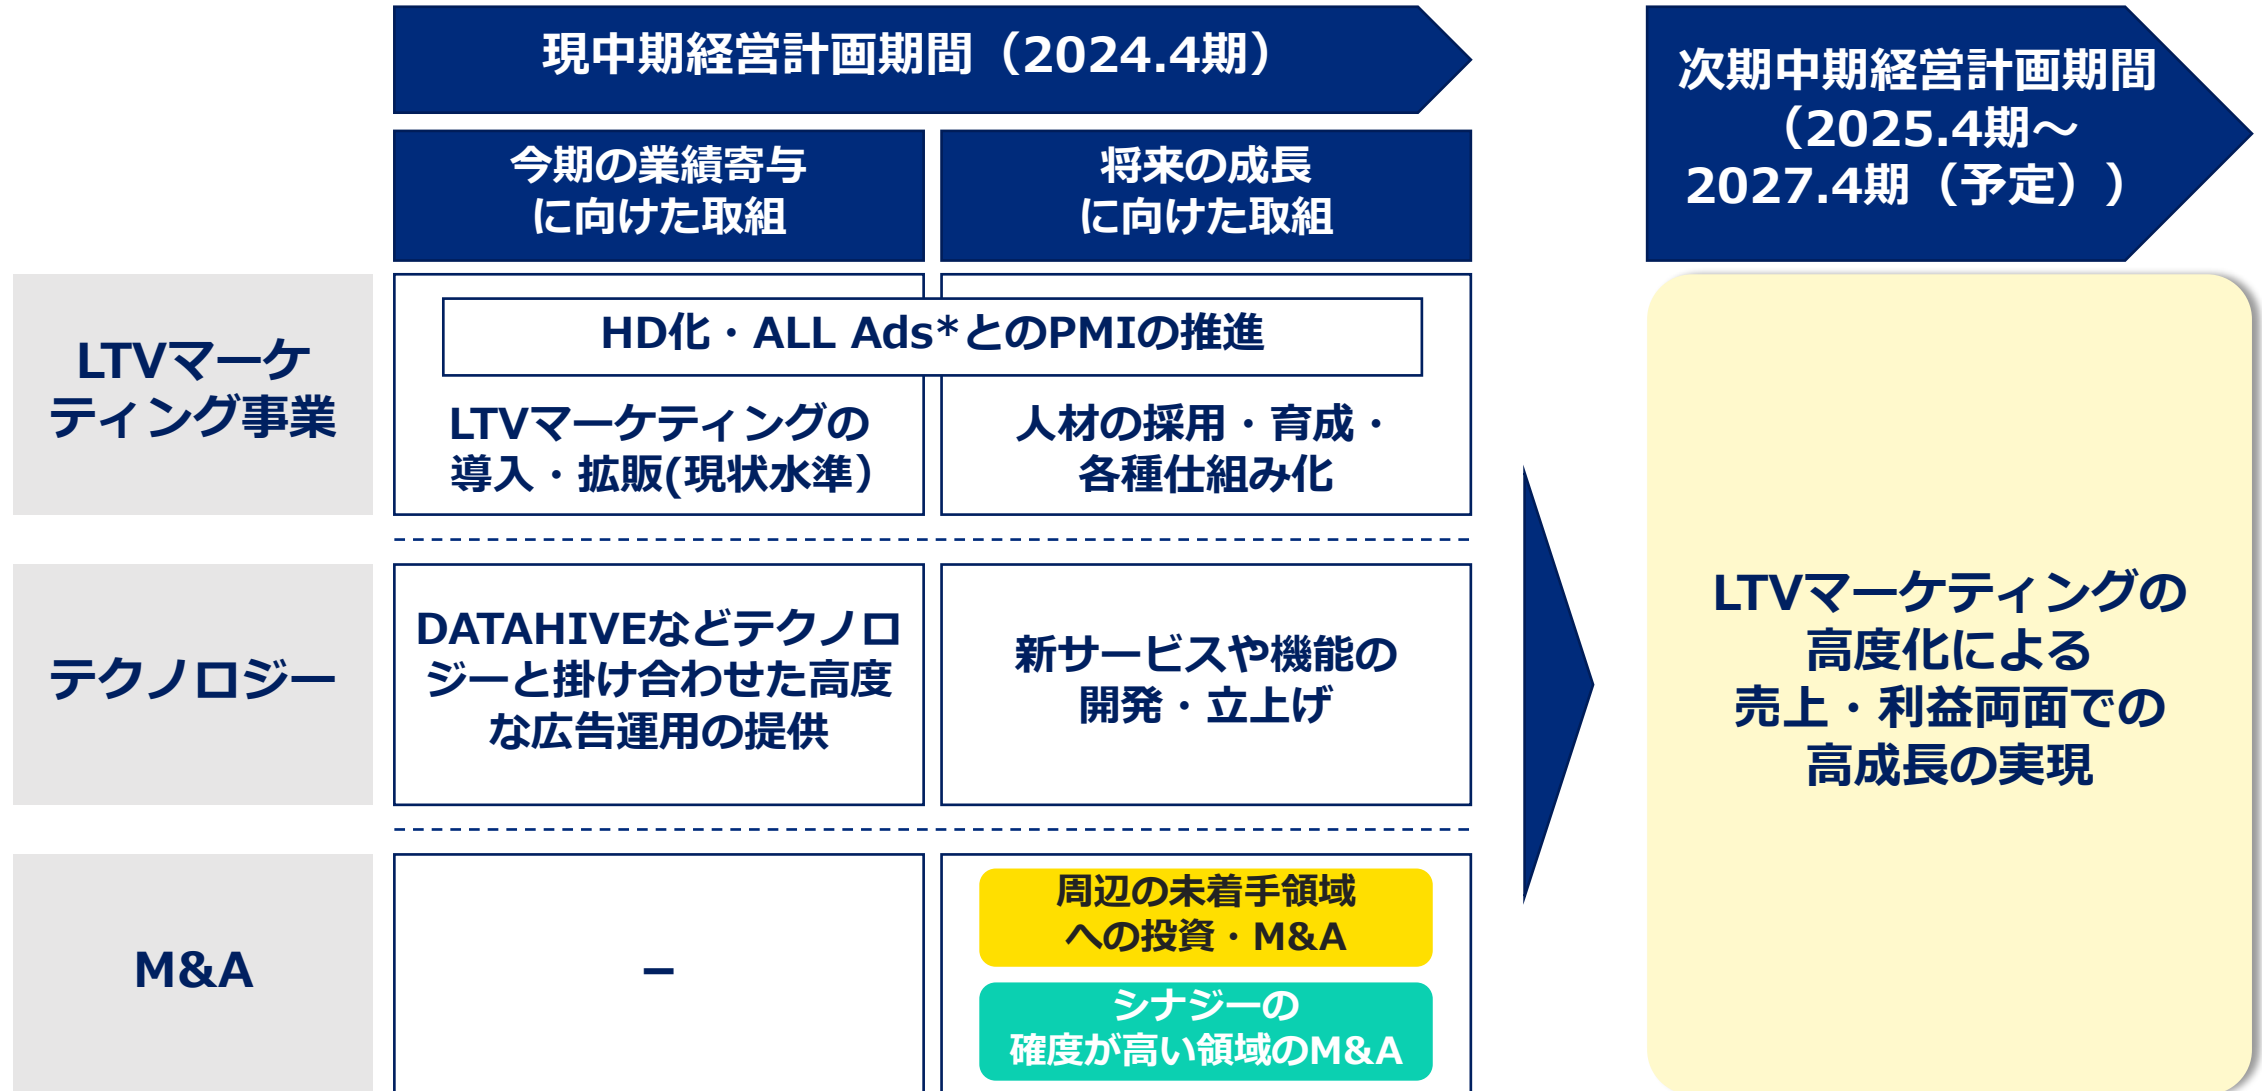 現中期経営計画期間（2024.4期）
次期中期経営計画期間
（2025.4期～
2027.4期（予定））
今期の業績寄与
に向けた取組
将来の成長
に向けた取組
LTVマーケ
ティング事業
HD化・ALL Ads*とのPMIの推進
LTVマーケティングの
導入・拡販(現状水準）
人材の採用・育成・
各種仕組み化
テクノロジー
DATAHIVEなどテクノロ
ジーと掛け合わせた高度
な広告運用の提供
新サービスや機能の
開発・立上げ
M&A
–
周辺の未着手領域
への投資・M&A
シナジーの
確度が高い領域のM&A
LTVマーケティングの
高度化による
売上・利益両面での
高成長の実現